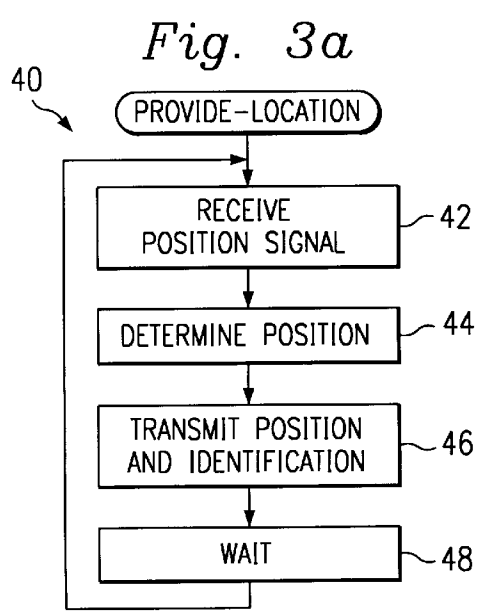 Fig. 3a
40
PROVIDE-LOCATION
RECEIVE
POSITION SIGNAL
42
DETERMINE POSITION
44
TRANSMIT POSITION
AND IDENTIFICATION
46
WAIT
48